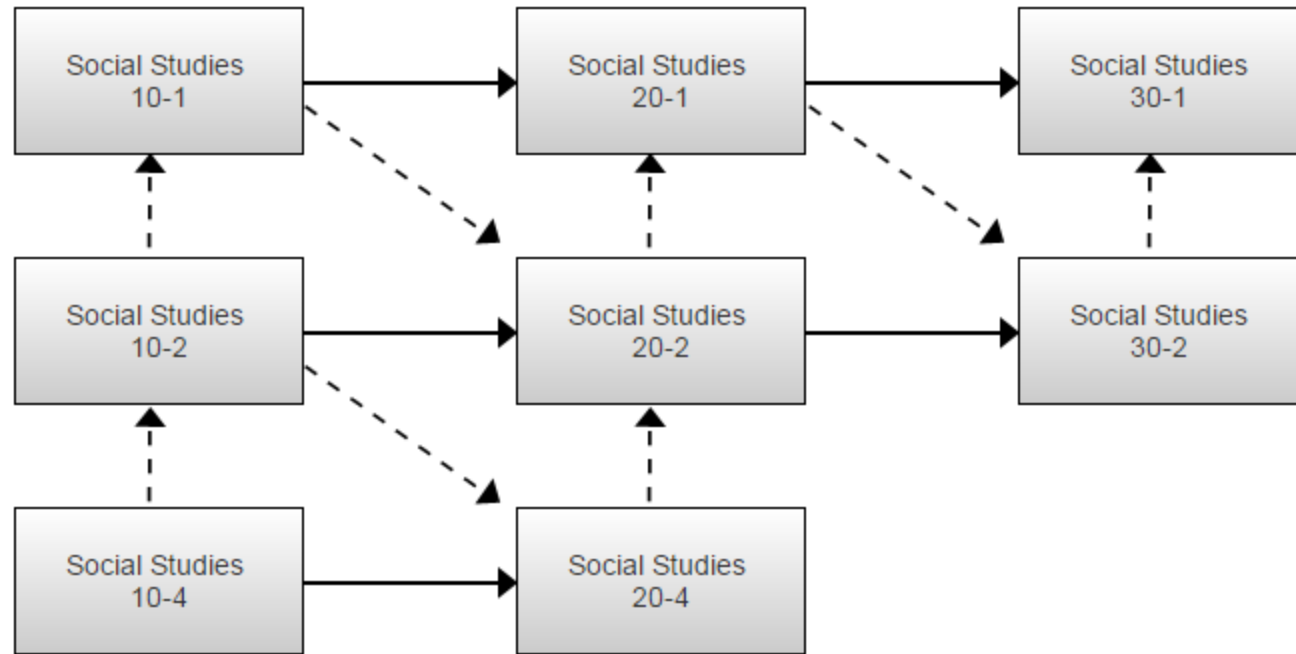 Social Studies
10-1
Social Studies
20-1
Social Studies
30-1
Social Studies
10-2
Social Studies
20-2
Social Studies
30-2
Social Studies
10-4
Social Studies
20-4